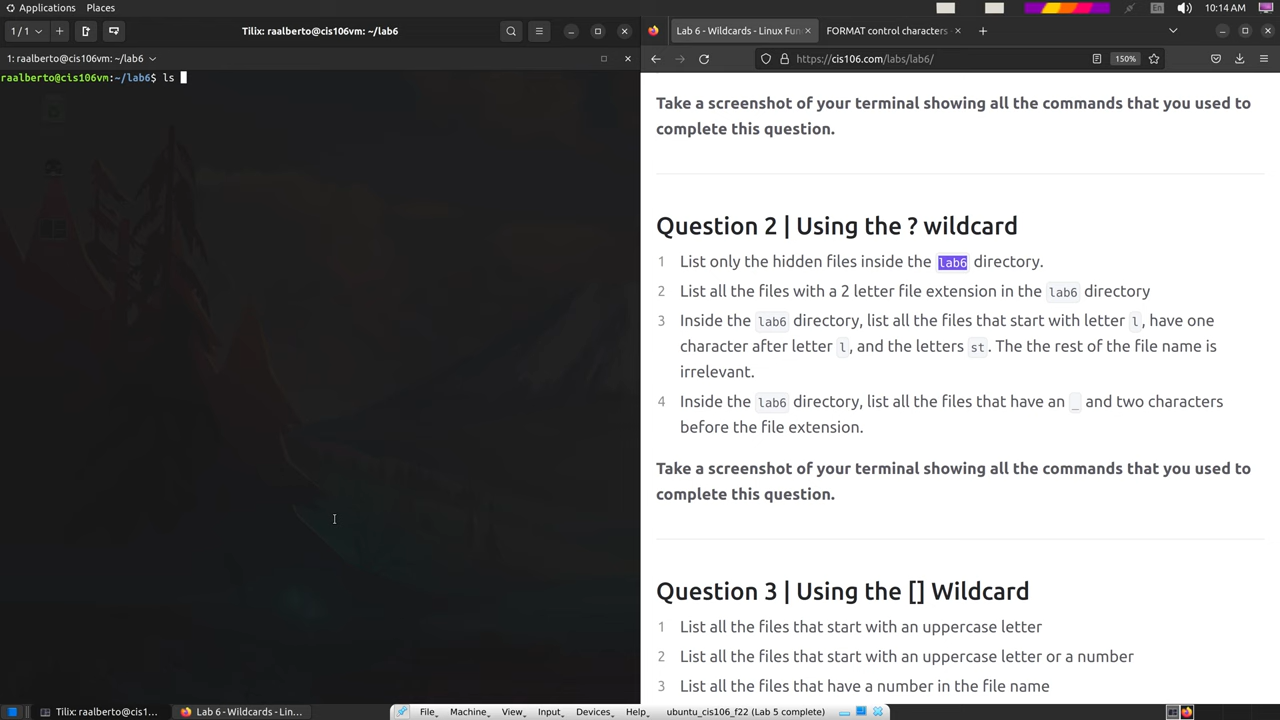 Applications Places
En 10:14 AM
1 / 1
Tilix: raalberto@cis106vm: ~/lab6
Lab 6 - Wildcards - Linux Fun
FORMAT control characters
1: raalberto@cis106vm: ~/lab6
https://cis106.com/labs/lab6/
150%
raalberto@cis106vm:~/lab6$ ls
Take a screenshot of your terminal showing all the commands that you used to
complete this question.
Question 2 | Using the ? wildcard
1 List only the hidden files inside the lab6 directory.
2 List all the files with a 2 letter file extension in the lab6 directory
3 Inside the lab6 directory, list all the files that start with letter l, have one
character after letter l, and the letters st. The the rest of the file name is
irrelevant.
4 Inside the lab6 directory, list all the files that have an _ and two characters
before the file extension.
Take a screenshot of your terminal showing all the commands that you used to
complete this question.
Question 3 | Using the [] Wildcard
1 List all the files that start with an uppercase letter
2 List all the files that start with an uppercase letter or a number
3 List all the files that have a number in the file name
Tilix: raalberto@cis1...
Lab 6 - Wildcards - Lin...
File Machine View Input Devices Help
ubuntu_cis106_f22 (Lab 5 complete)